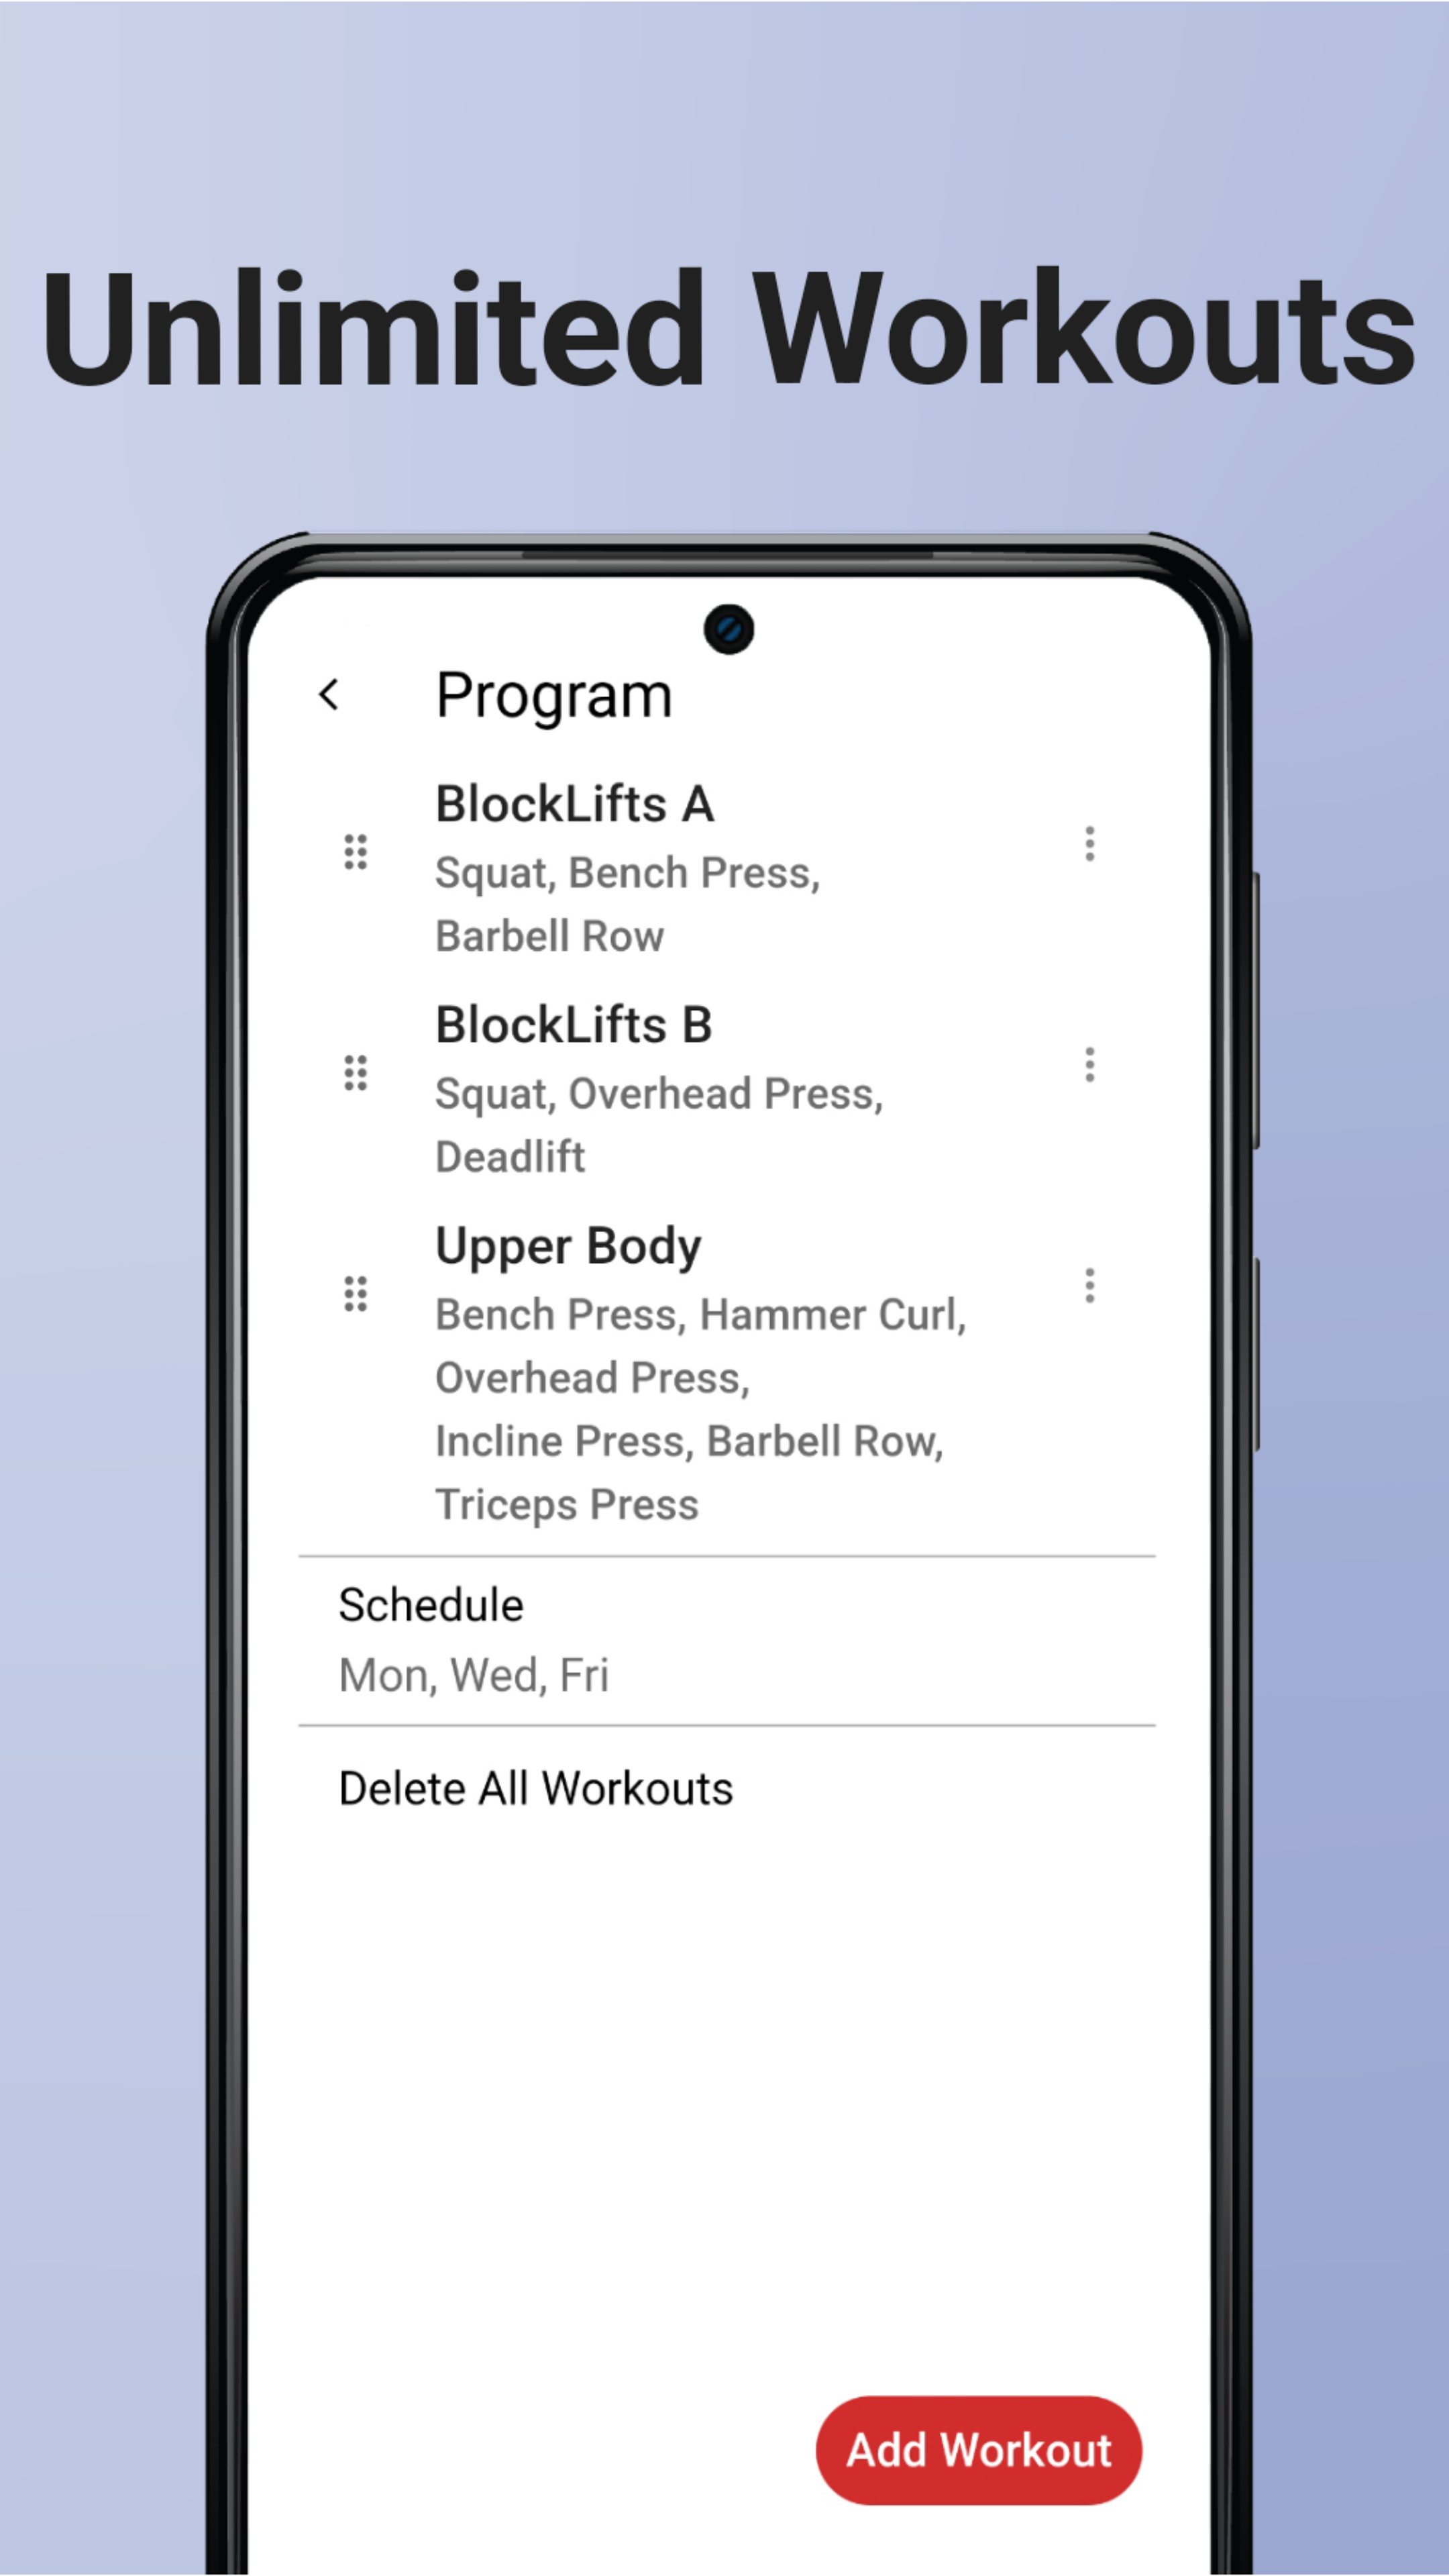 Unlimited Workouts
Program
BlockLifts A
Squat, Bench Press,
Barbell Row
BlockLifts B
Squat, Overhead Press,
Deadlift
Upper Body
Bench Press, Hammer Curl,
Overhead Press,
Incline Press, Barbell Row,
Triceps Press
Schedule
Mon, Wed, Fri
Delete All Workouts
Add Workout